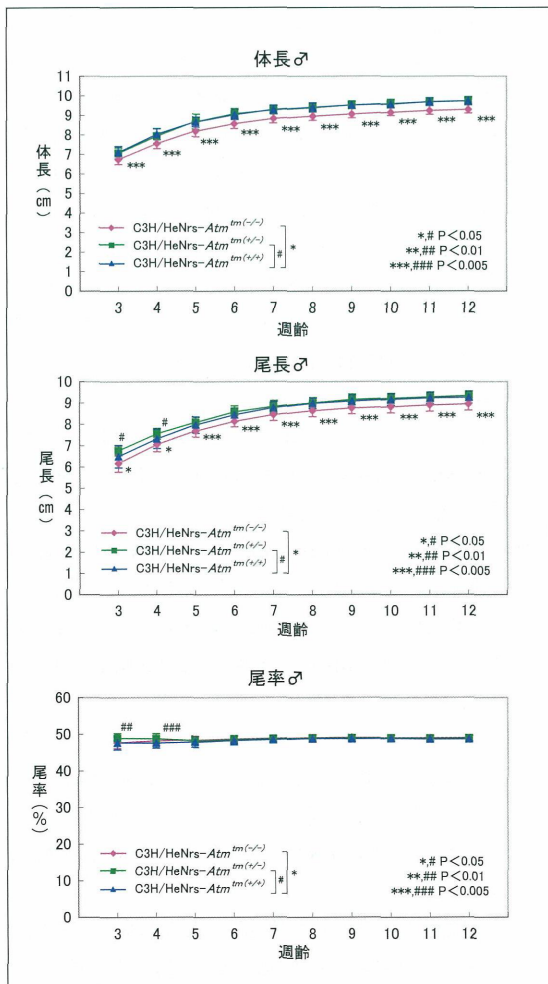 体長♂
11
10
9
8
7
6
5
4
3
2
1
0
体長(cm)
*** *** *** *** *** *** *** *** *** ***
C3H/HeNrs-Atm tm(-/-)
C3H/HeNrs-Atm tm(+/-)
C3H/HeNrs-Atm tm(+/+)
# *
*,# P<0.05
**,## P<0.01
***,### P<0.005
3 4 5 6 7 8 9 10 11 12
週齢
尾長♂
10
9
8
7
6
5
4
3
2
1
0
尾長(cm)
# #
* * *** *** *** *** *** *** *** ***
C3H/HeNrs-Atm tm(-/-)
C3H/HeNrs-Atm tm(+/-)
C3H/HeNrs-Atm tm(+/+)
# *
*,# P<0.05
**,## P<0.01
***,### P<0.005
3 4 5 6 7 8 9 10 11 12
週齢
尾率♂
60
50
40
30
20
10
0
尾率(%)
## ###
C3H/HeNrs-Atm tm(-/-)
C3H/HeNrs-Atm tm(+/-)
C3H/HeNrs-Atm tm(+/+)
# *
*,# P<0.05
**,## P<0.01
***,### P<0.005
3 4 5 6 7 8 9 10 11 12
週齢